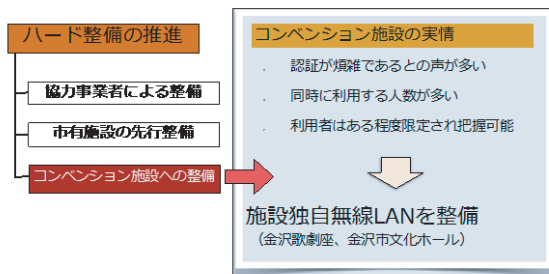 ハード整備の推進
協力事業者による整備
市有施設の先行整備
コンベンション施設への整備
コンベンション施設の実情
. 認証が煩雑であるとの声が多い
. 同時に利用する人数が多い
. 利用者はある程度限定され把握可能
施設独自無線LANを整備
（金沢歌劇座、金沢市文化ホール）